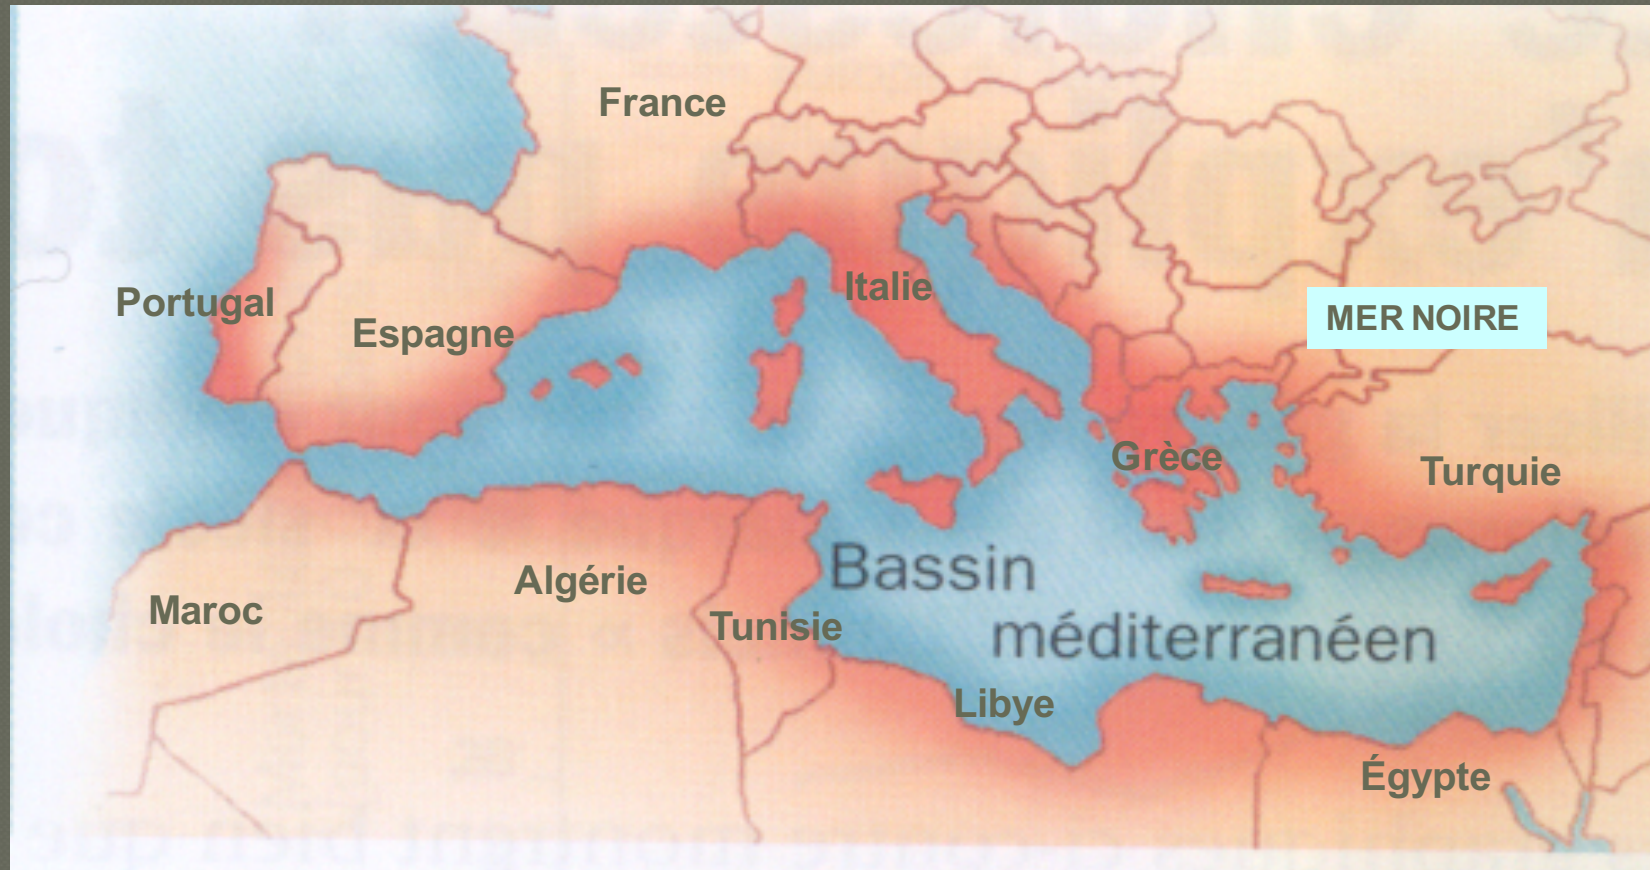 France
Portugal
Espagne
Italie
MER NOIRE
Grèce
Turquie
Maroc
Algérie
Tunisie
Bassin
méditerranéen
Libye
Égypte